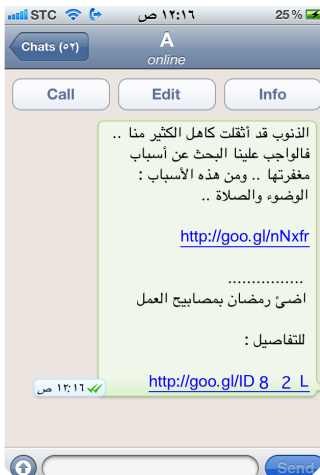 STC ١٢:١٦ ص 25 %
Chats (٥٢) A
online
Call Edit Info
الذنوب قد أثقلت كاهل الكثير منا ..
فالواجب علينا البحث عن أسباب
مغفرتها .. ومن هذه الأسباب :
الوضوء والصلاة ..
http://goo.gl/nNxfr
................
اضئ رمضان بمصابيح العمل
للتفاصيل :
http://goo.gl/ID 8 2 L
١٢:١٦ ص
Send